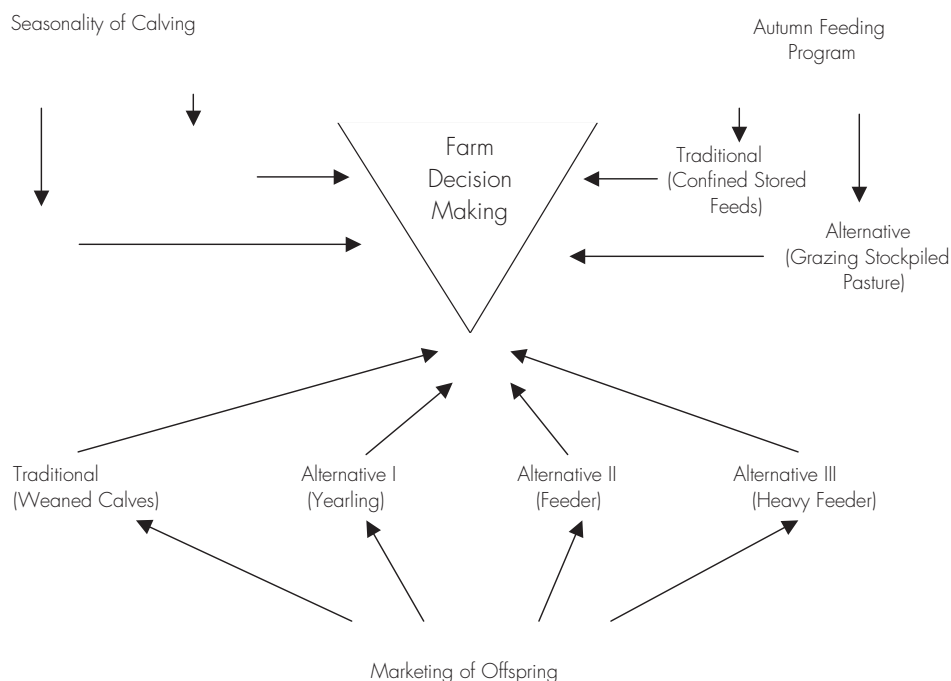 Seasonality of Calving
Autumn Feeding
Program
Farm
Decision
Making
Traditional
(Confined Stored
Feeds)
Alternative
(Grazing Stockpiled
Pasture)
Traditional
(Weaned Calves)
Alternative I
(Yearling)
Alternative II
(Feeder)
Alternative III
(Heavy Feeder)
Marketing of Offspring